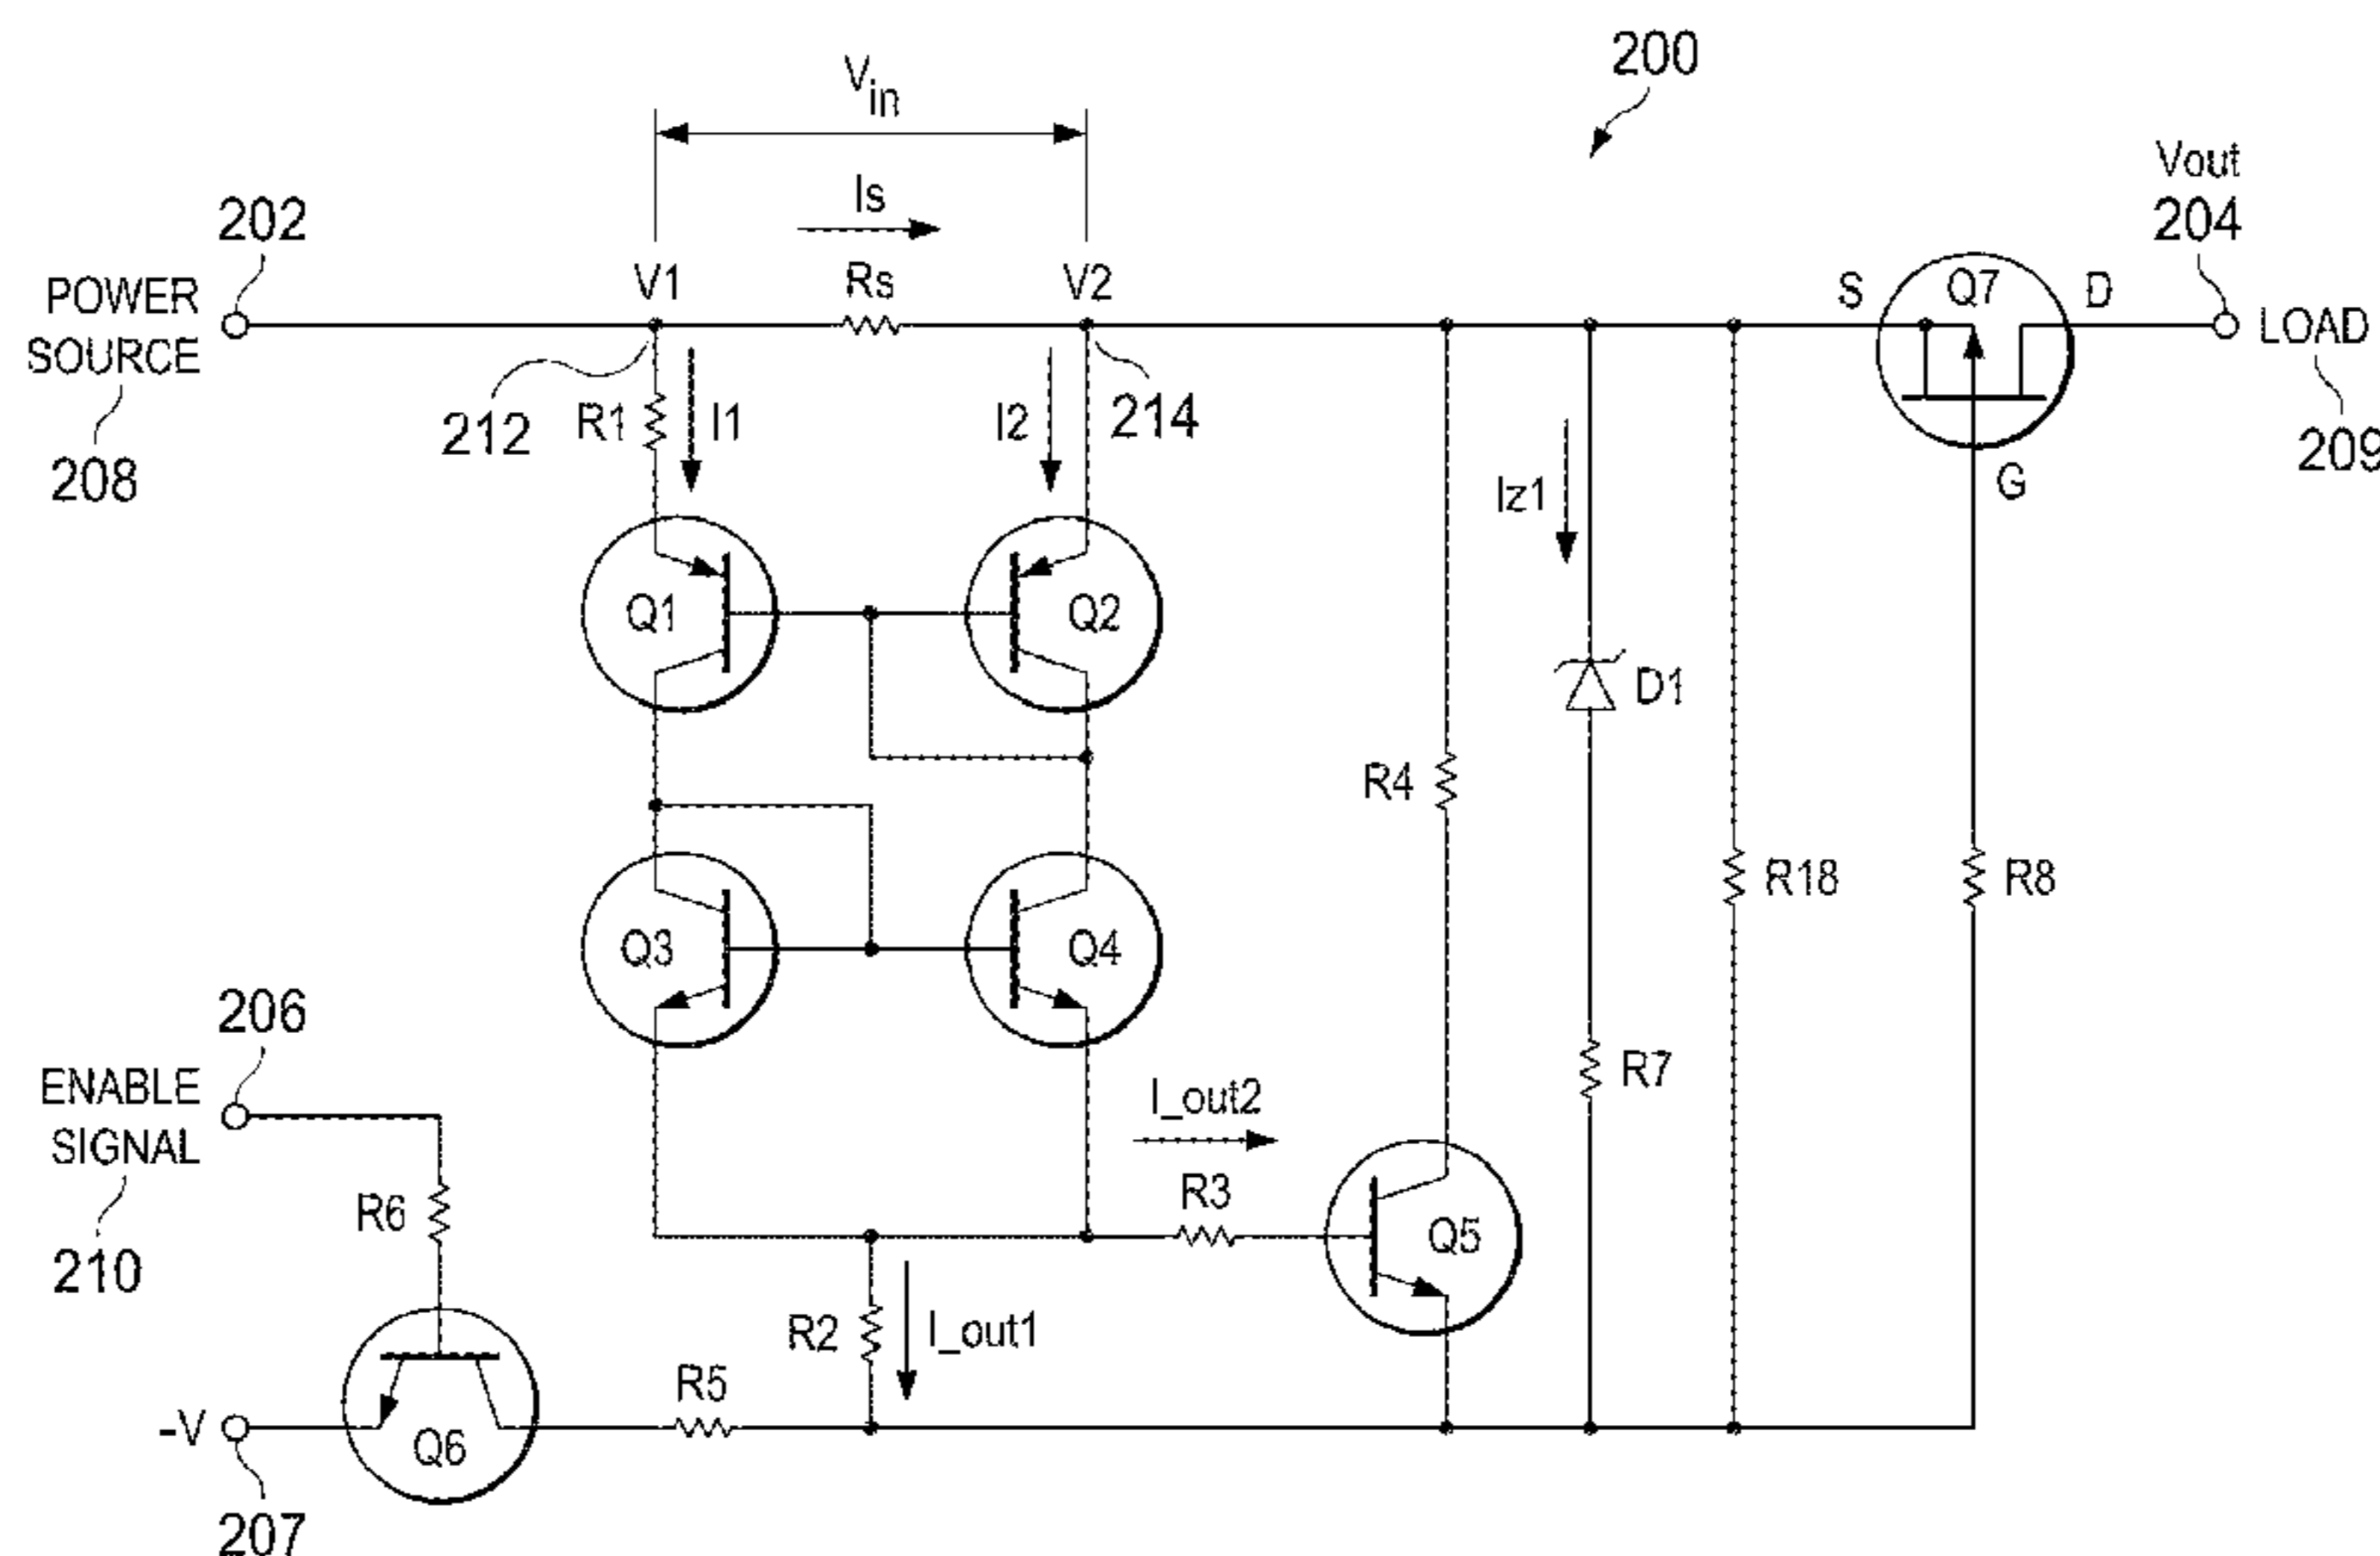 200
Vin
Vout
204
Is
202
POWER
SOURCE
208
V1
Rs
V2
S
Q7
D
LOAD
209
212
R1
I1
I2
214
G
Iz1
Q1
Q2
D1
R4
R18
R8
Q3
Q4
206
ENABLE
SIGNAL
210
R6
I_out2
R3
R7
Q5
R2
I_out1
R5
-V
Q6
207